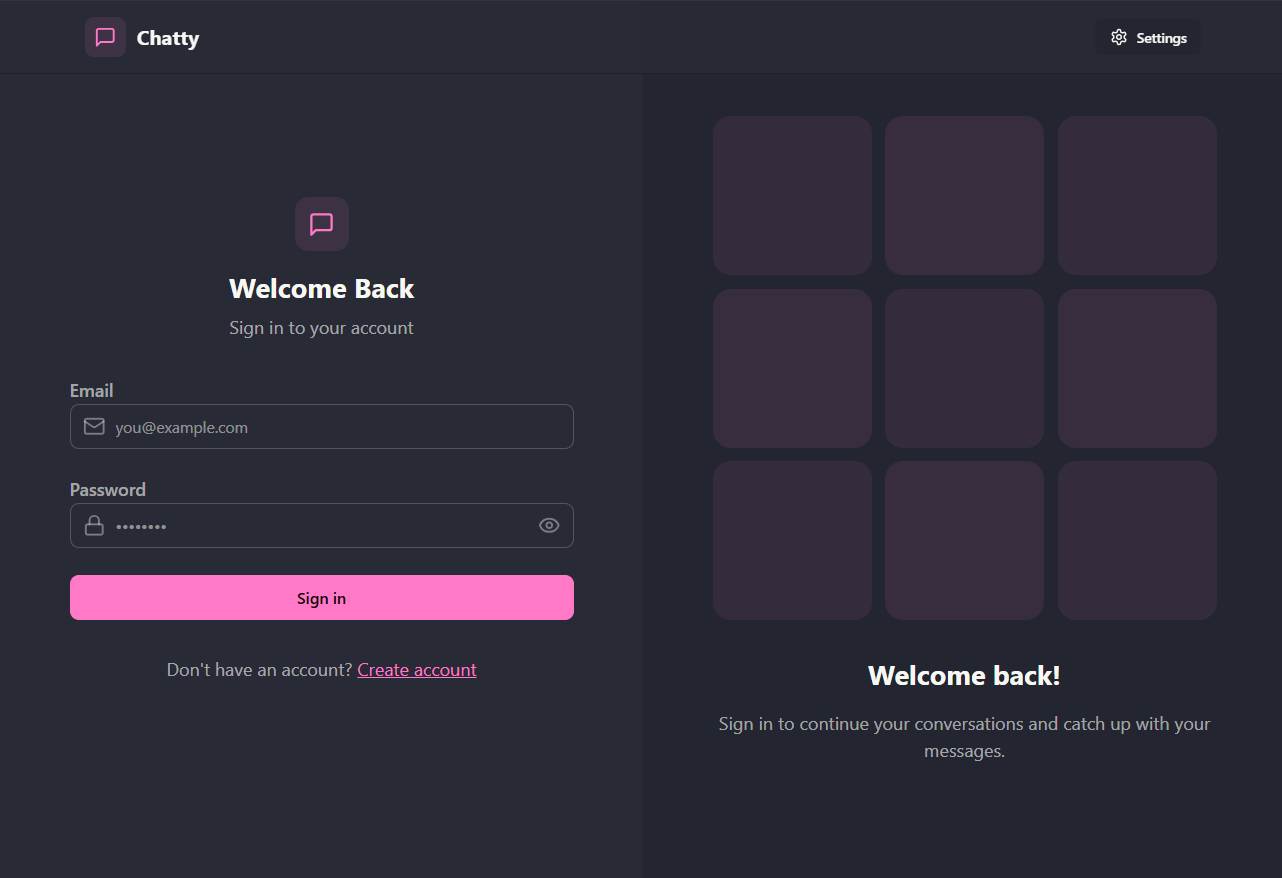 Chatty
Settings
Welcome Back
Sign in to your account
Email
you@example.com
Password
••••••••
Sign in
Don't have an account? Create account
Welcome back!
Sign in to continue your conversations and catch up with your
messages.